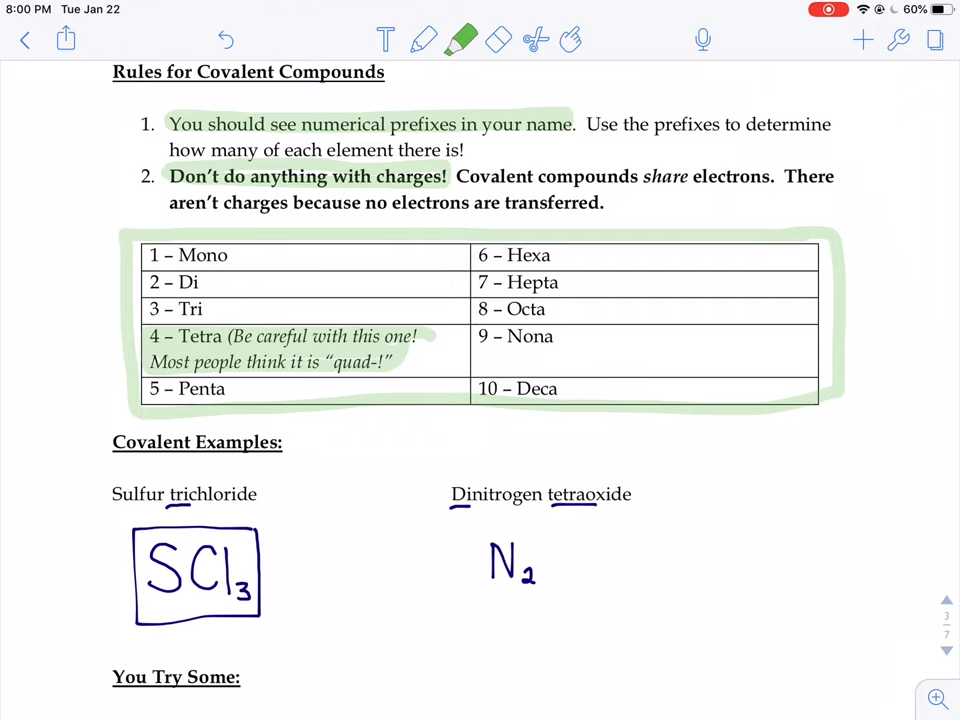 8:00 PM Tue Jan 22
60%
T
Rules for Covalent Compounds
1. You should see numerical prefixes in your name. Use the prefixes to determine
how many of each element there is!
2. Don't do anything with charges! Covalent compounds share electrons. There
aren't charges because no electrons are transferred.
1 – Mono 6 – Hexa
2 – Di 7 – Hepta
3 – Tri 8 – Octa
4 – Tetra (Be careful with this one! 9 – Nona
Most people think it is "quad-!"
5 – Penta 10 – Deca
Covalent Examples:
Sulfur trichloride Dinitrogen tetraoxide
SCl₃ N₂
3
7
You Try Some: